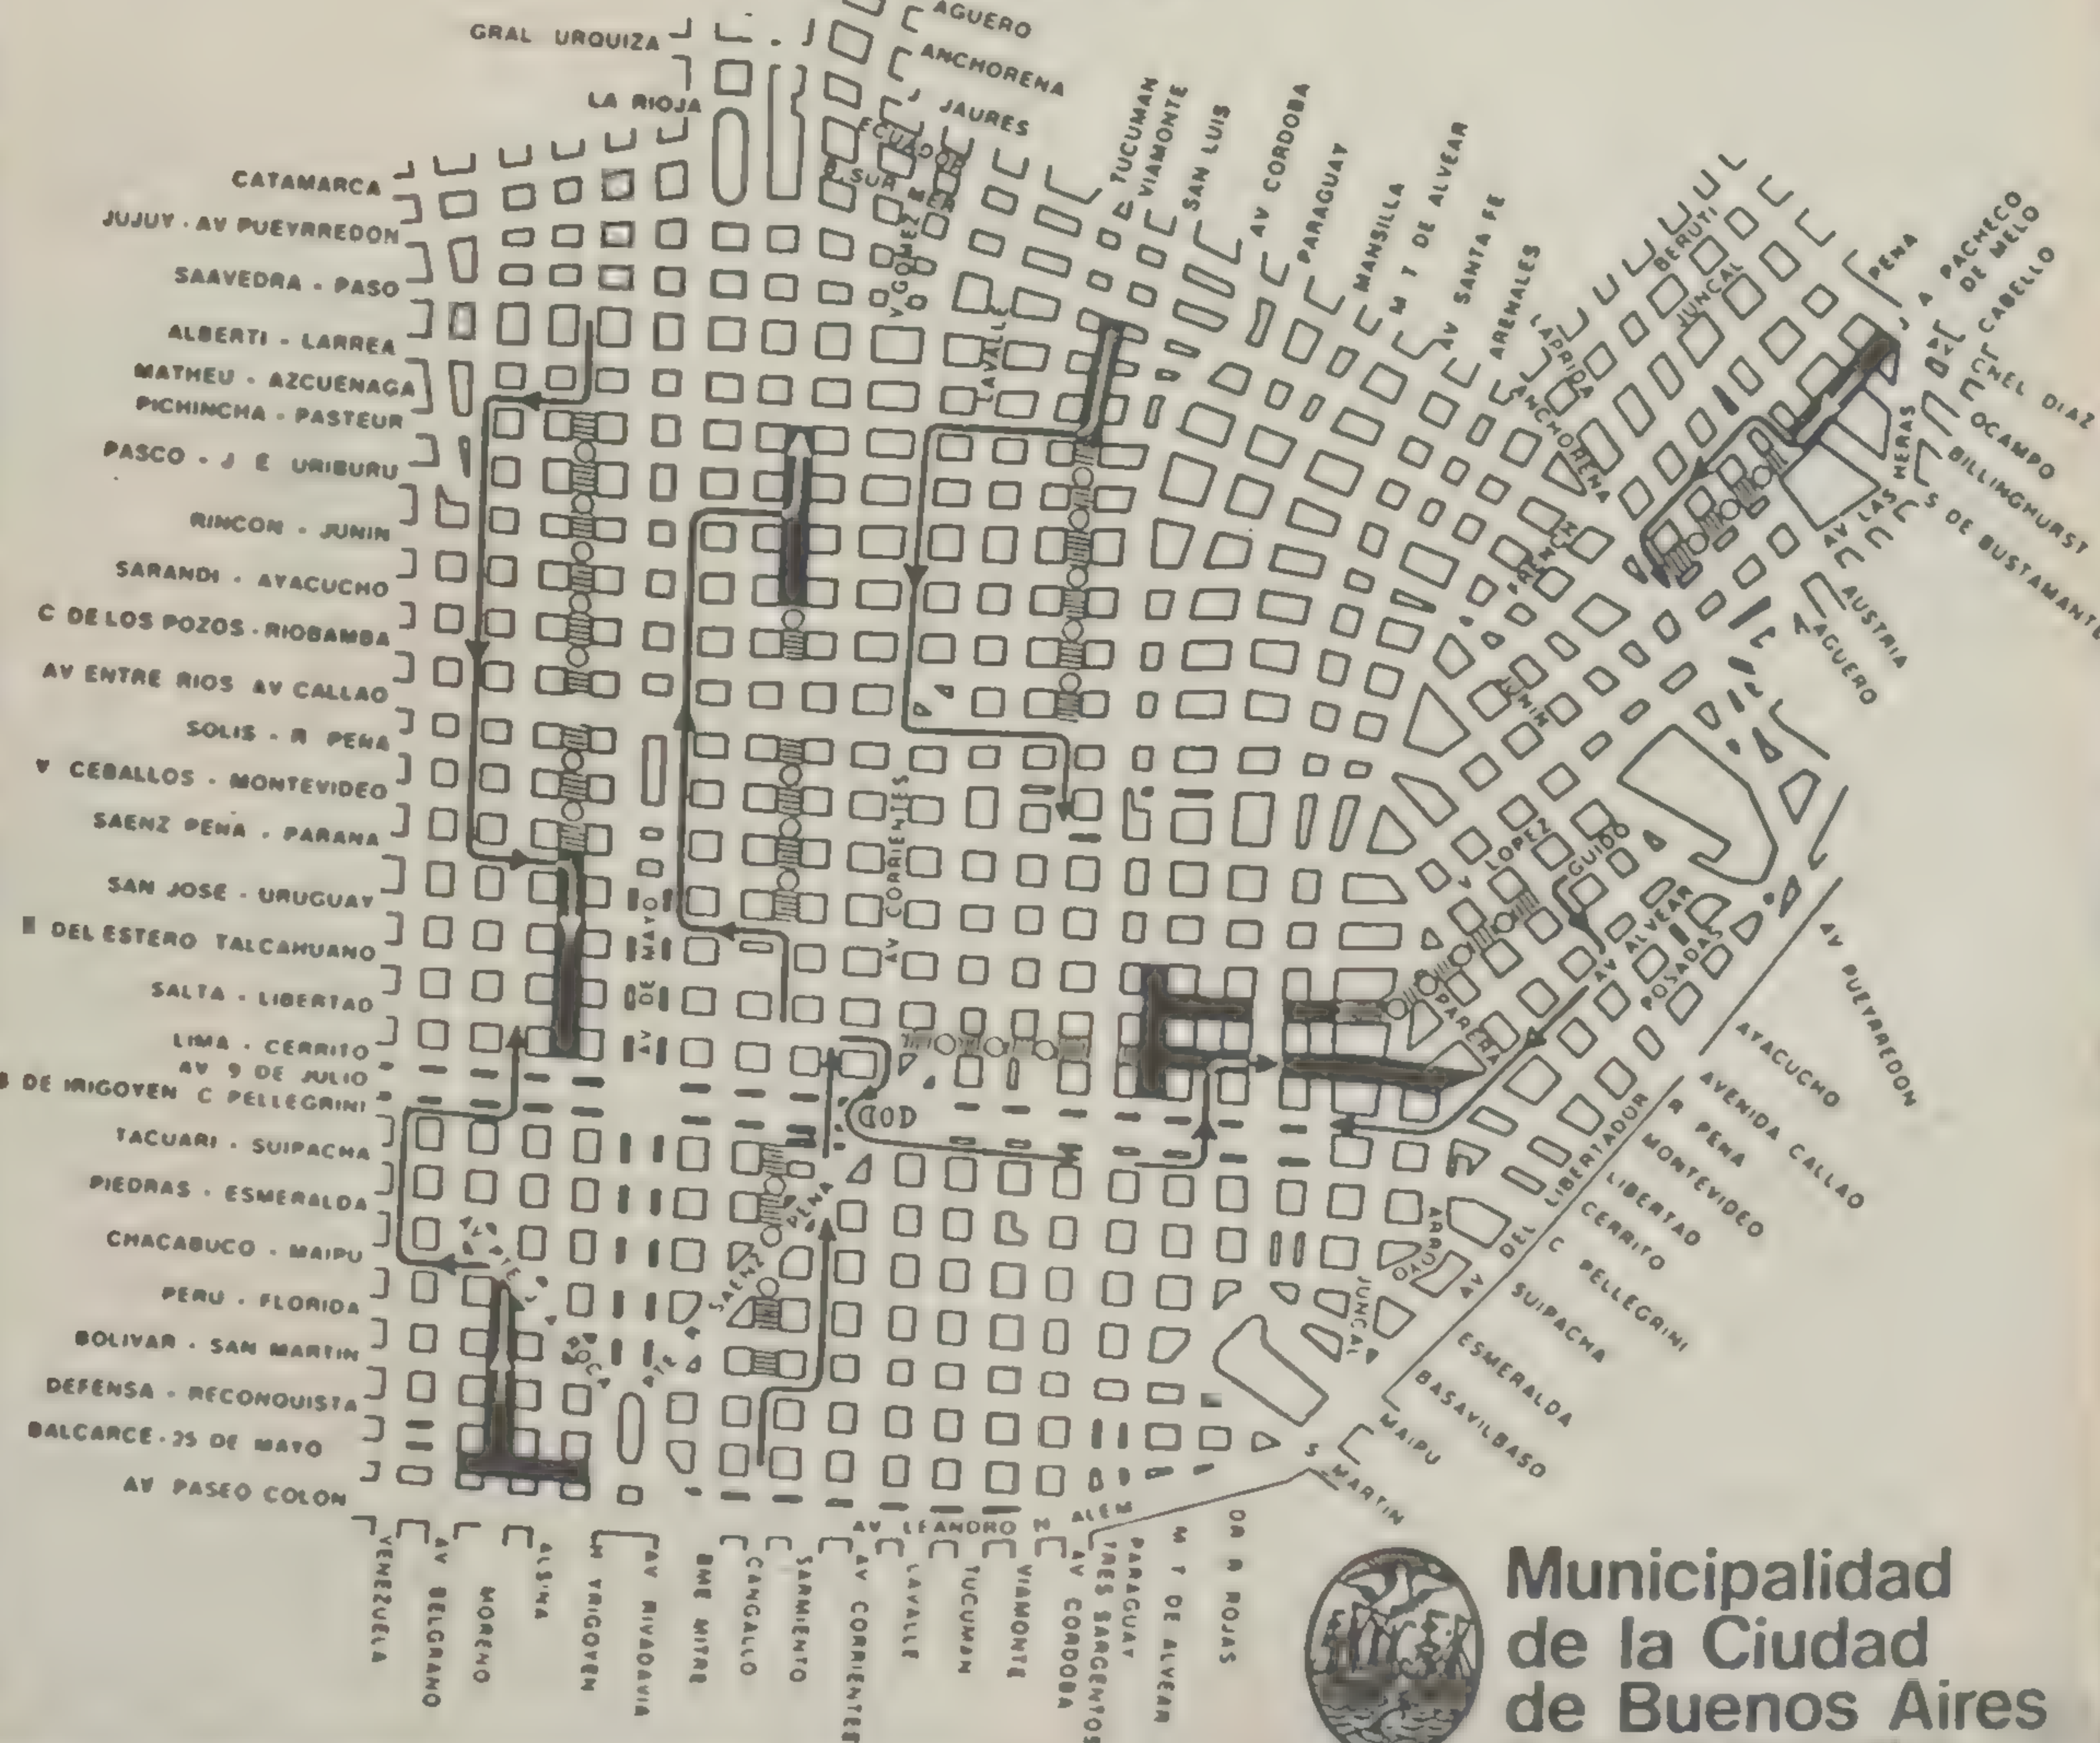 GRAL URQUIZA
LA RIOJA
CATAMARCA
JUJUY · AV PUEYRREDON
SAAVEDRA · PASO
ALBERTI - LARREA
MATHEU · AZCUENAGA
PICHINCHA · PASTEUR
PASCO · J E URIBURU
RINCON · JUNIN
SARANDI · AYACUCHO
C DE LOS POZOS · RIOBAMBA
AV ENTRE RIOS AV CALLAO
SOLIS · R PENA
V CEBALLOS · MONTEVIDEO
SAENZ PENA · PARANA
SAN JOSE · URUGUAY
DEL ESTERO TALCAHUANO
SALTA · LIBERTAD
LIMA · CERRITO
AV 9 DE JULIO
B DE IRIGOYEN C PELLEGRINI
TACUARI · SUIPACHA
PIEDRAS · ESMERALDA
CHACABUCO · MAIPU
PERU · FLORIDA
BOLIVAR · SAN MARTIN
DEFENSA · RECONQUISTA
BALCARCE · 25 DE MAYO
AV PASEO COLON
AGUERO
ANCHORENA
J JAURES
ECUADOR
B. SUR
V GOMEZ
LAVALLE
TUCUMAN
VIAMONTE
SAN LUIS
AV CORDOBA
PARAGUAY
MANSILLA
M T DE ALVEAR
AV SANTA FE
ARENALES
LAPRIDA
ANCHORENA
BERUTI
JUNCAL
PENA
A PACHECO
DE MELO
CABELLO
CNEL DIAZ
OCAMPO
BILLINGHURST
S DE BUSTAMANTE
AV LAS HERAS
AUSTRIA
AGUERO
FRENCH
JUNIN
V LOPEZ
GUIDO
AV ALVEAR
POSADAS
PARERA
AV CORRIENTES
AV DE MAYO
AV PUEYRREDON
AYACUCHO
AVENIDA CALLAO
R PENA
MONTEVIDEO
LIBERTAD
CERRITO
C PELLEGRINI
SUIPACHA
ESMERALDA
BASAVILBASO
MAIPU
S MARTIN
AV DEL LIBERTADOR
ARROYO
JUNCAL
SAENZ PENA
AV PTE J A ROCA
AV LEANDRO N ALEM
VENEZUELA
AV BELGRANO
MORENO
ALSINA
H YRIGOYEN
AV RIVADAVIA
BME MITRE
CANGALLO
SARMIENTO
AV CORRIENTES
LAVALLE
TUCUMAN
VIAMONTE
AV CORDOBA
TRES SARGENTOS
PARAGUAY
M T DE ALVEAR
DR R ROJAS
Municipalidad
de la Ciudad
de Buenos Aires